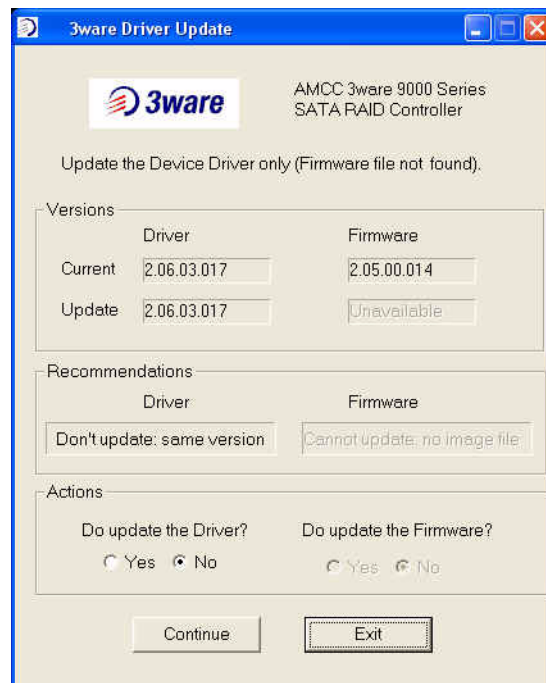 3ware Driver Update
3ware
AMCC 3ware 9000 Series
SATA RAID Controller
Update the Device Driver only (Firmware file not found).
Versions
Driver Firmware
Current 2.06.03.017 2.05.00.014
Update 2.06.03.017 Unavailable
Recommendations
Driver Firmware
Don't update: same version Cannot update: no image file
Actions
Do update the Driver? Do update the Firmware?
Yes No Yes No
Continue Exit